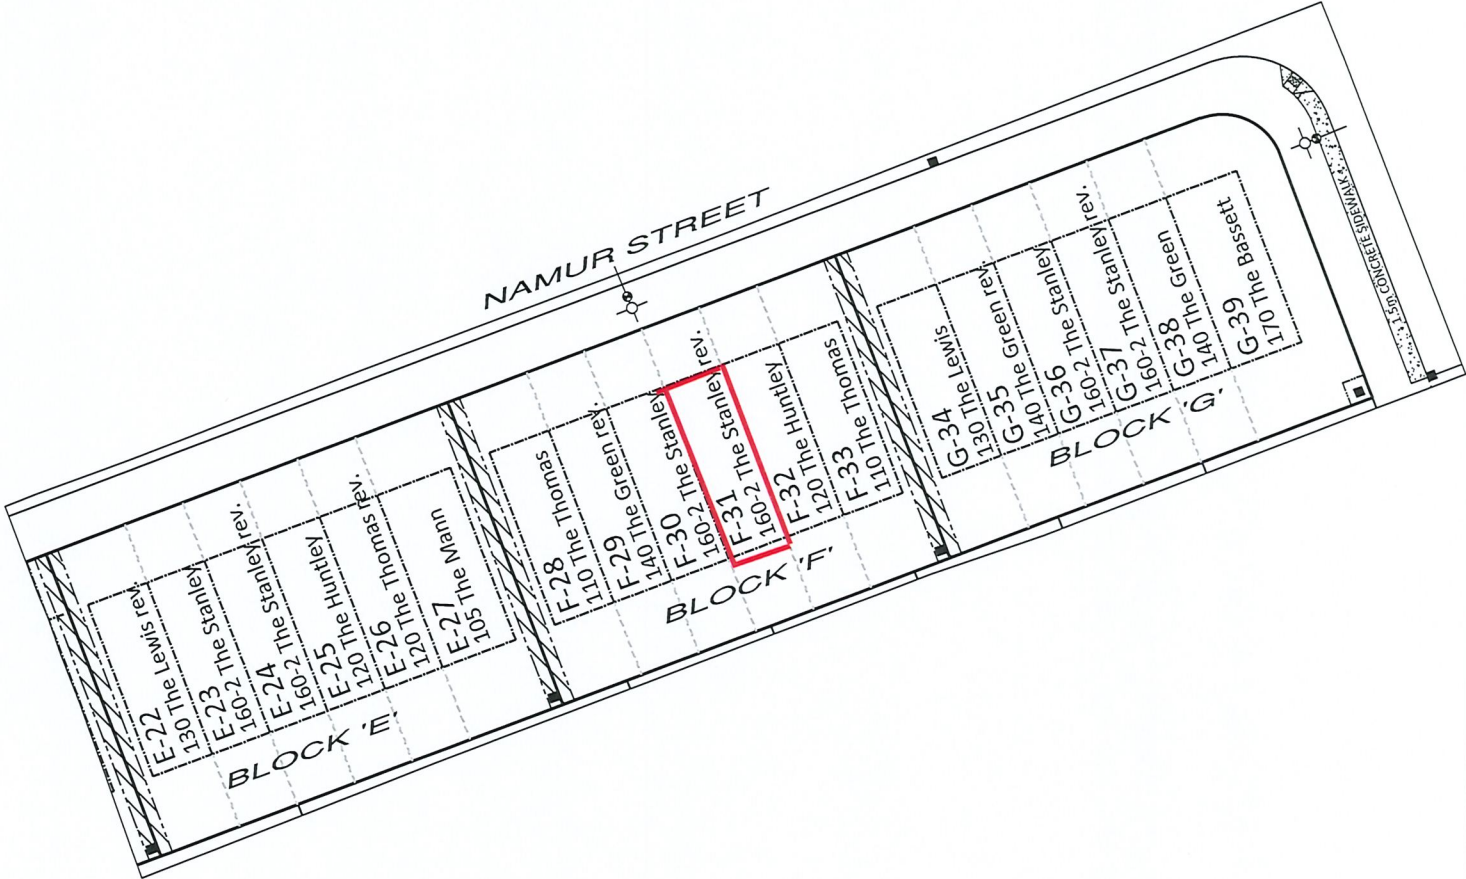 NAMUR STREET
E-22
130 The Lewis rev.
E-23
160-2 The Stanley
E-24
160-2 The Stanley rev.
E-25
120 The Huntley
E-26
120 The Thomas rev.
E-27
105 The Mann
BLOCK 'E'
F-28
110 The Thomas
F-29
140 The Green rev.
F-30
160-2 The Stanley
F-31
160-2 The Stanley rev.
F-32
120 The Huntley
F-33
110 The Thomas
BLOCK 'F'
G-34
130 The Lewis
G-35
140 The Green rev.
G-36
160-2 The Stanley
G-37
160-2 The Stanley rev.
G-38
140 The Green
G-39
170 The Bassett
BLOCK 'G'
1.5m CONCRETE SIDEWALK